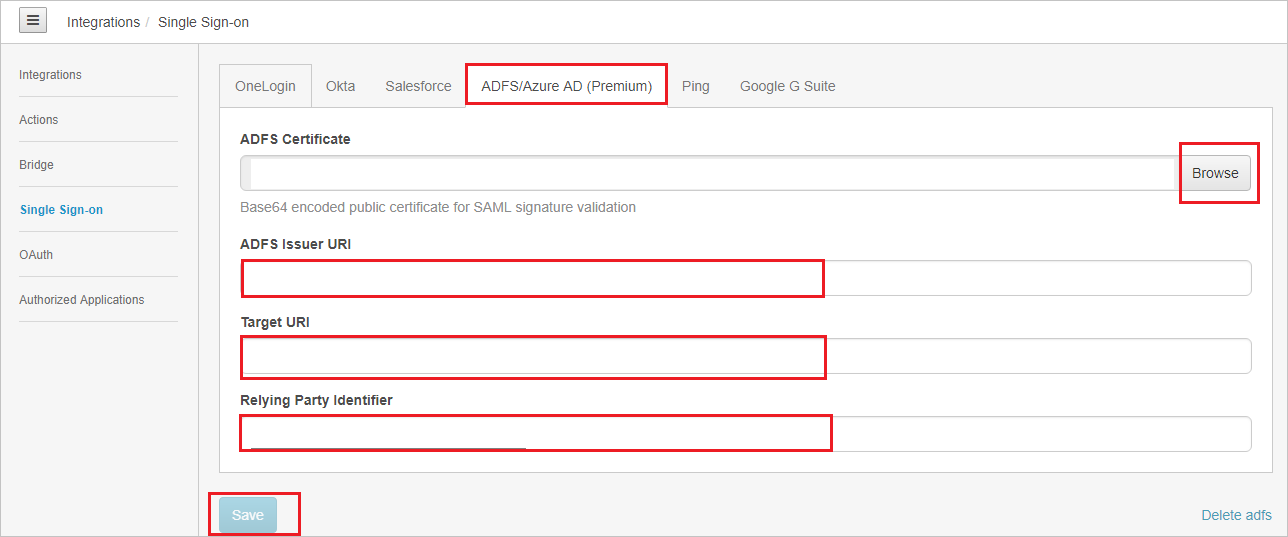 Integrations / Single Sign-on
Integrations
Actions
Bridge
Single Sign-on
OAuth
Authorized Applications
OneLogin Okta Salesforce ADFS/Azure AD (Premium) Ping Google G Suite
ADFS Certificate
Browse
Base64 encoded public certificate for SAML signature validation
ADFS Issuer URI
Target URI
Relying Party Identifier
Save
Delete adfs